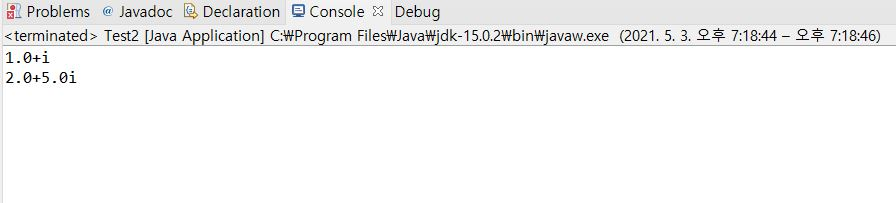 Problems @ Javadoc Declaration Console Debug
<terminated> Test2 [Java Application] C:₩Program Files₩Java₩jdk-15.0.2₩bin₩javaw.exe (2021. 5. 3. 오후 7:18:44 – 오후 7:18:46)
1.0+i
2.0+5.0i